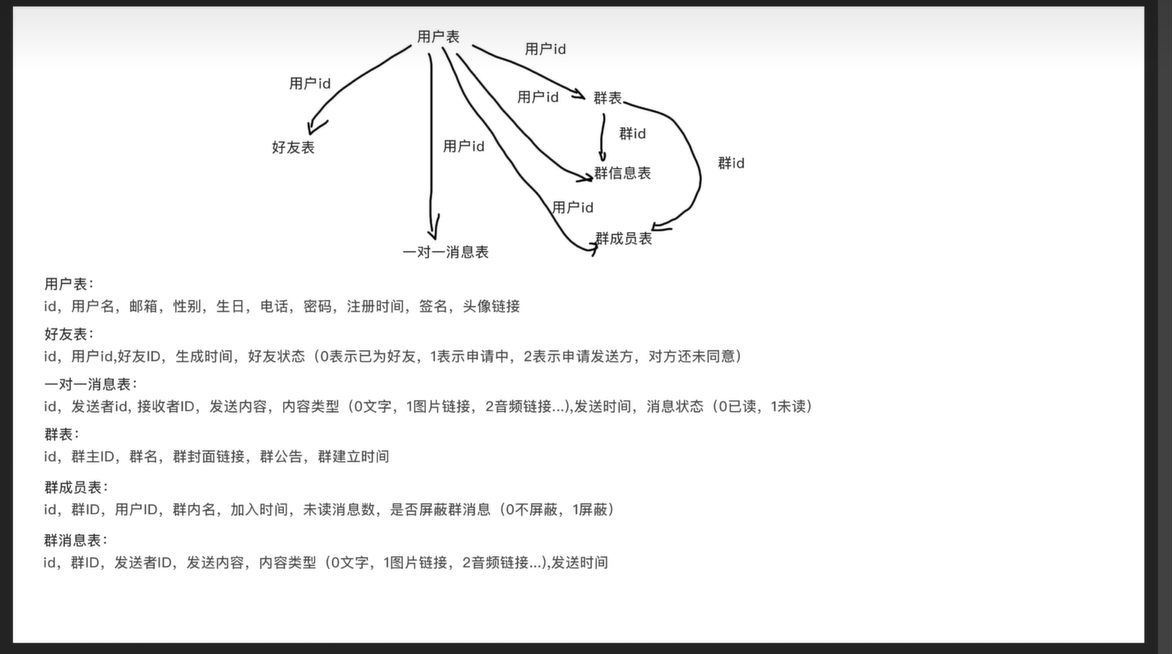 用户表
用户id
用户id
用户id
群表
群id
好友表
用户id
群id
群信息表
用户id
群成员表
一对一消息表
用户表：
id，用户名，邮箱，性别，生日，电话，密码，注册时间，签名，头像链接
好友表：
id，用户id,好友ID，生成时间，好友状态（0表示已为好友，1表示申请中，2表示申请发送方，对方还未同意）
一对一消息表：
id，发送者id, 接收者ID，发送内容，内容类型（0文字，1图片链接，2音频链接...),发送时间，消息状态（0已读，1未读）
群表：
id，群主ID，群名，群封面链接，群公告，群建立时间
群成员表：
id，群ID，用户ID，群内名，加入时间，未读消息数，是否屏蔽群消息（0不屏蔽，1屏蔽）
群消息表：
id，群ID，发送者ID，发送内容，内容类型（0文字，1图片链接，2音频链接...),发送时间